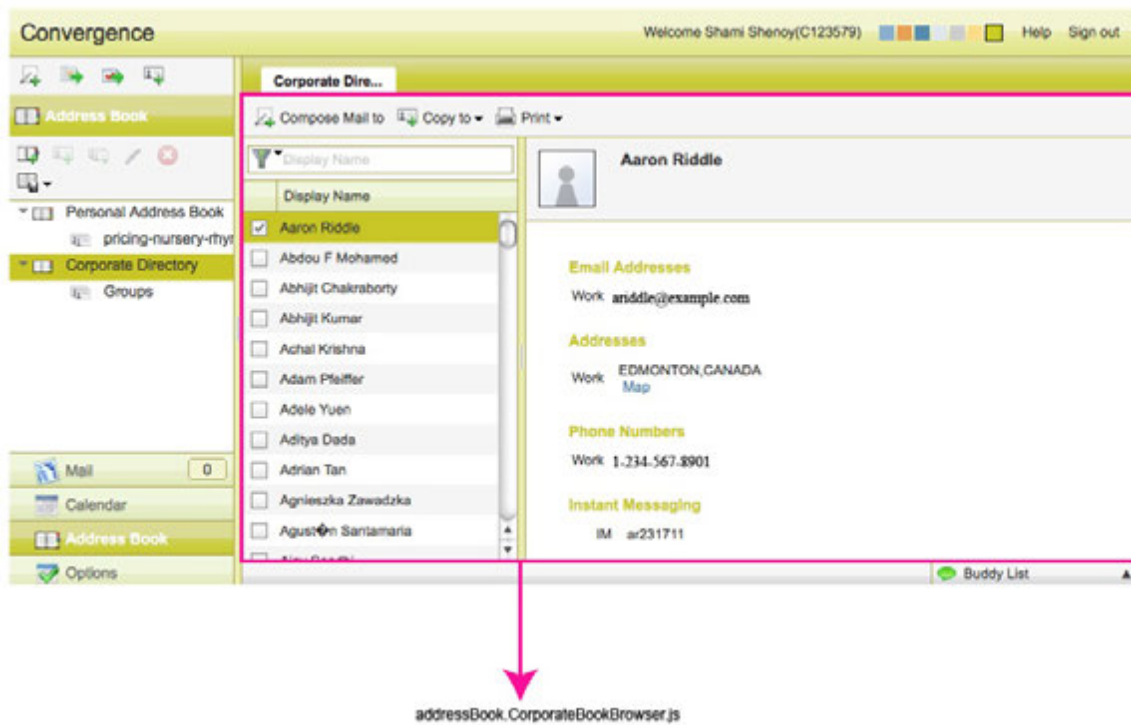 Convergence
Welcome Shami Shenoy(C123579) Help Sign out
Corporate Dire...
Address Book
Compose Mail to Copy to Print
Display Name
Aaron Riddle
Display Name
Personal Address Book
pricing-nursery-rhyr
Corporate Directory
Groups
Aaron Riddle
Abdou F Mohamed
Abhijit Chakraborty
Abhijit Kumar
Achal Krishna
Adam Pfeiffer
Adele Yuen
Aditya Dada
Adrian Tan
Agnieszka Zawadzka
Agust�n Santamaria
Email Addresses
Work ariddle@example.com
Addresses
Work EDMONTON,CANADA
Map
Phone Numbers
Work 1-234-567-8901
Instant Messaging
IM ar231711
Mail 0
Calendar
Address Book
Options
Buddy List
addressBook.CorporateBookBrowser.js